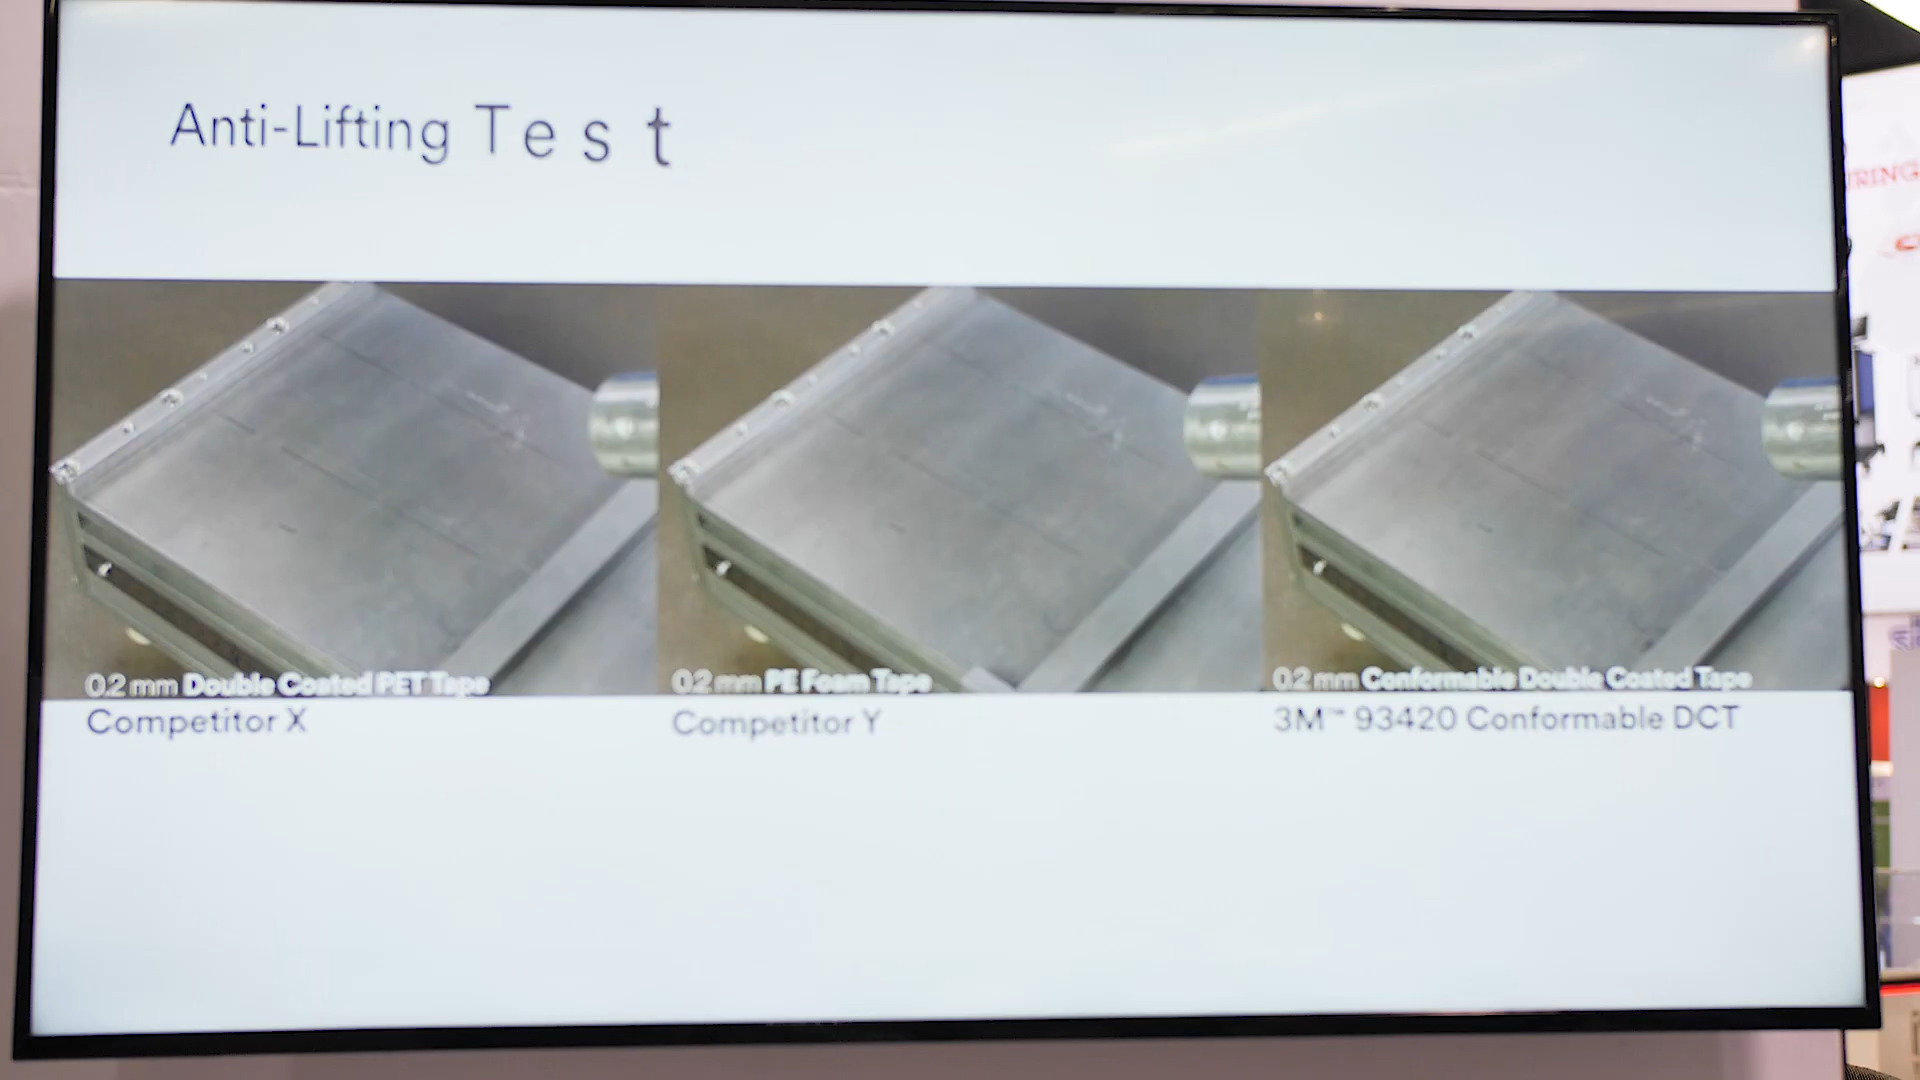 Anti-Lifting Test
0.2 mm Double Coated PET Tape
Competitor X
0.2 mm PE Foam Tape
Competitor Y
0.2 mm Conformable Double Coated Tape
3M™ 93420 Conformable DCT